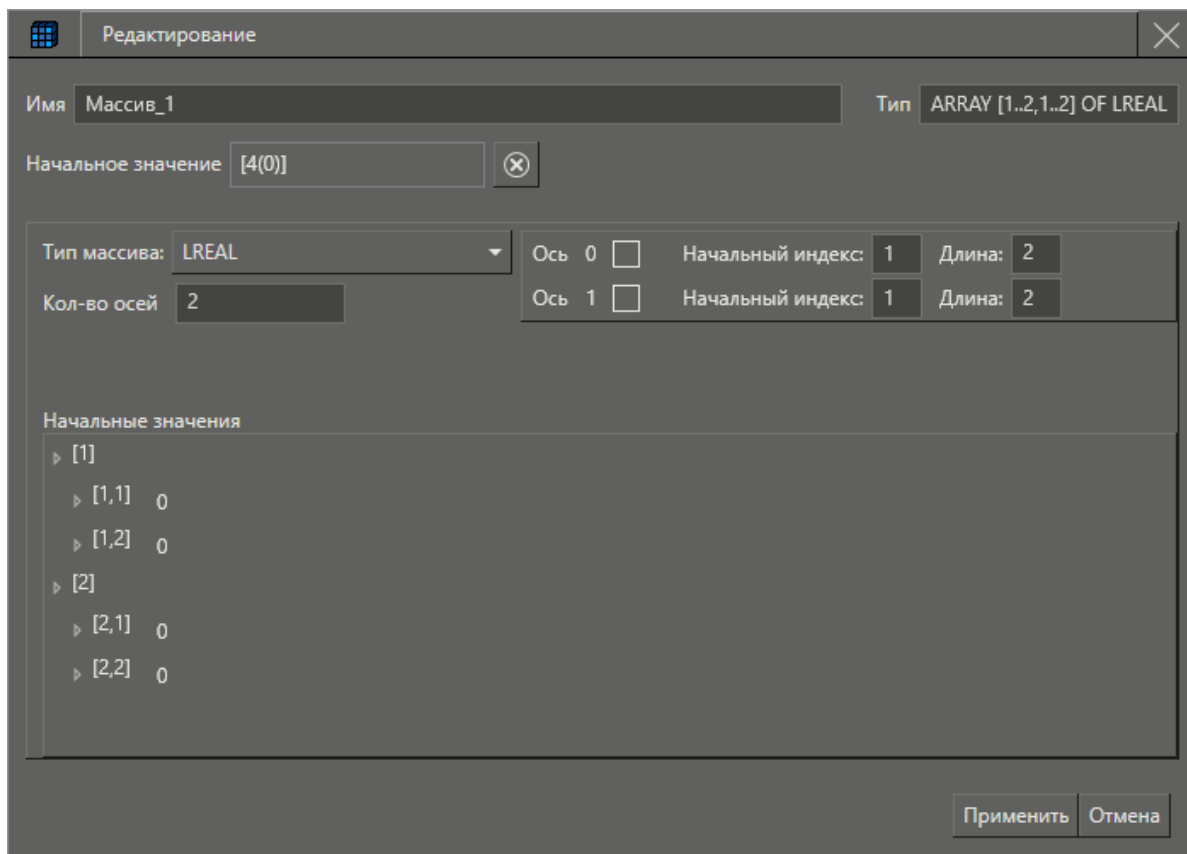 Редактирование
Имя Массив_1 Тип ARRAY [1..2,1..2] OF LREAL
Начальное значение [4(0)]
Тип массива: LREAL
Кол-во осей 2
Ось 0 Начальный индекс: 1 Длина: 2
Ось 1 Начальный индекс: 1 Длина: 2
Начальные значения
[1]
[1,1] 0
[1,2] 0
[2]
[2,1] 0
[2,2] 0
Применить Отмена